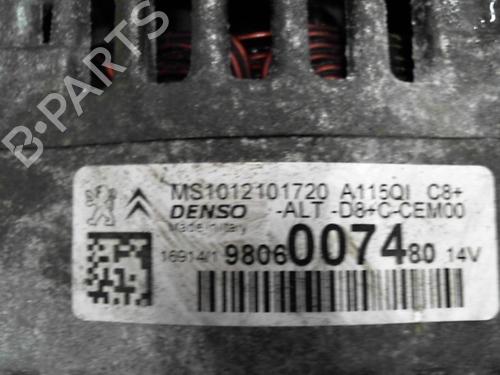 B-PARTS
MS1012101720 A115QI C8+
DENSO -ALT -D8+C-CEM00
Made in Italy
16914/1 9806007480 14V